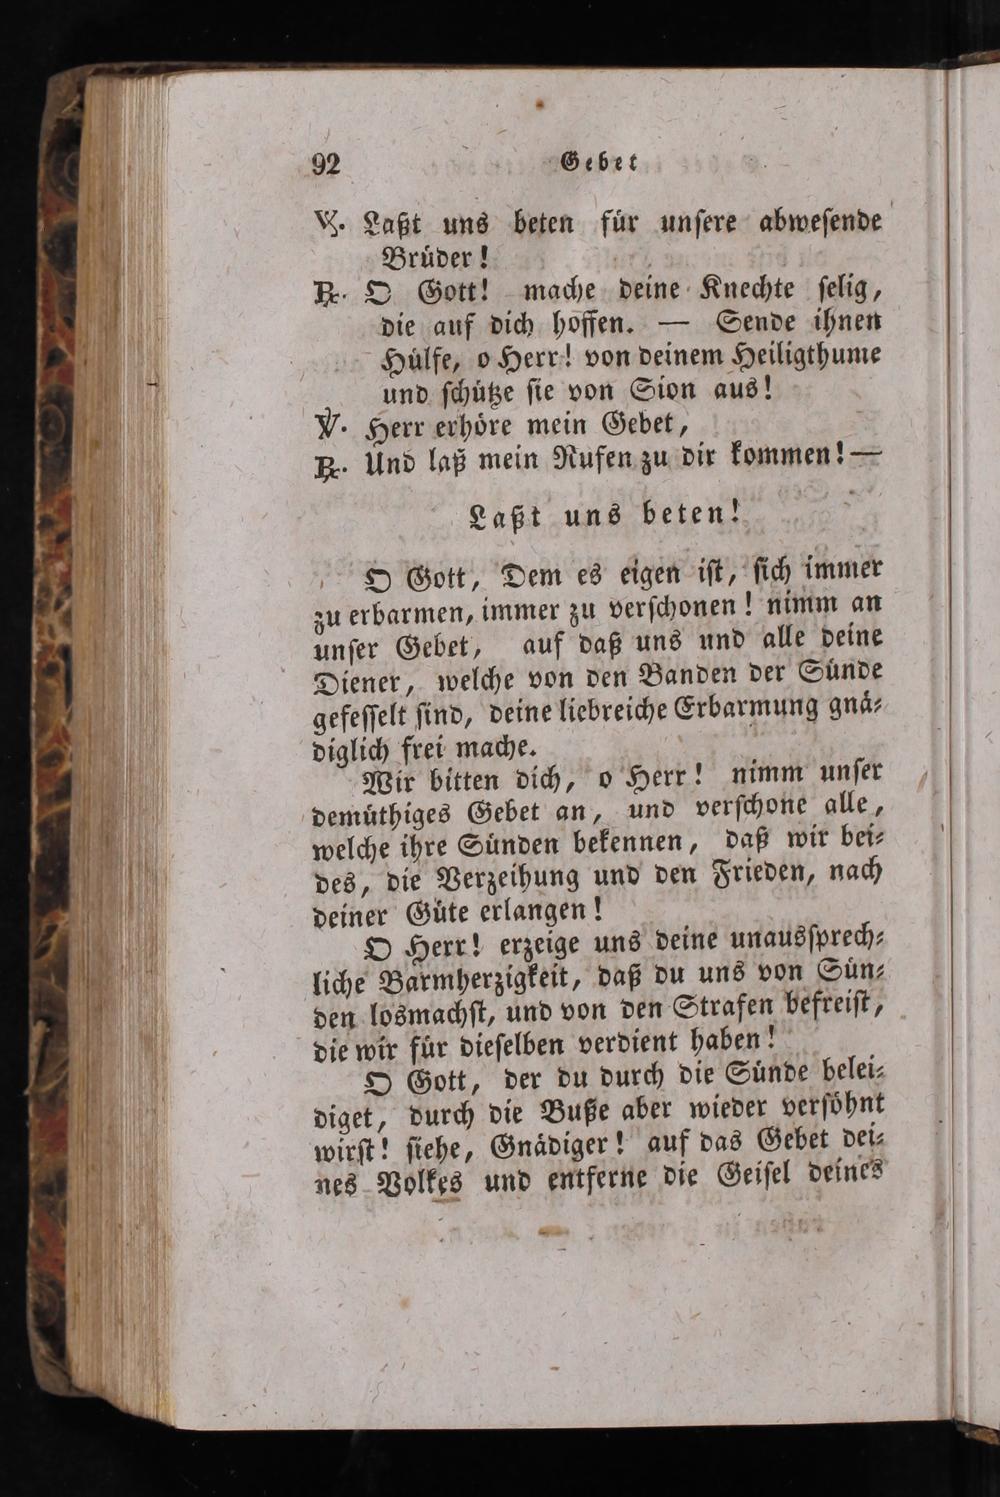 92 Gebet
℣. Laßt uns beten für unſere abweſende
Brüder!
℟. O Gott! mache deine Knechte ſelig,
die auf dich hoffen. — Sende ihnen
Hülfe, o Herr! von deinem Heiligthume
und ſchütze ſie von Sion aus!
℣. Herr erhöre mein Gebet,
℟. Und laß mein Rufen zu dir kommen! —
Laßt uns beten!
O Gott, Dem es eigen iſt, ſich immer
zu erbarmen, immer zu verſchonen! nimm an
unſer Gebet, auf daß uns und alle deine
Diener, welche von den Banden der Sünde
gefeſſelt ſind, deine liebreiche Erbarmung gnä⸗
diglich frei mache.
Wir bitten dich, o Herr! nimm unſer
demüthiges Gebet an, und verſchone alle,
welche ihre Sünden bekennen, daß wir bei⸗
des, die Verzeihung und den Frieden, nach
deiner Güte erlangen!
O Herr! erzeige uns deine unausſprech⸗
liche Barmherzigkeit, daß du uns von Sün⸗
den losmachſt, und von den Strafen befreiſt,
die wir für dieſelben verdient haben!
O Gott, der du durch die Sünde belei⸗
diget, durch die Buße aber wieder verſöhnt
wirſt! ſiehe, Gnädiger! auf das Gebet dei⸗
nes Volkes und entferne die Geiſel deines